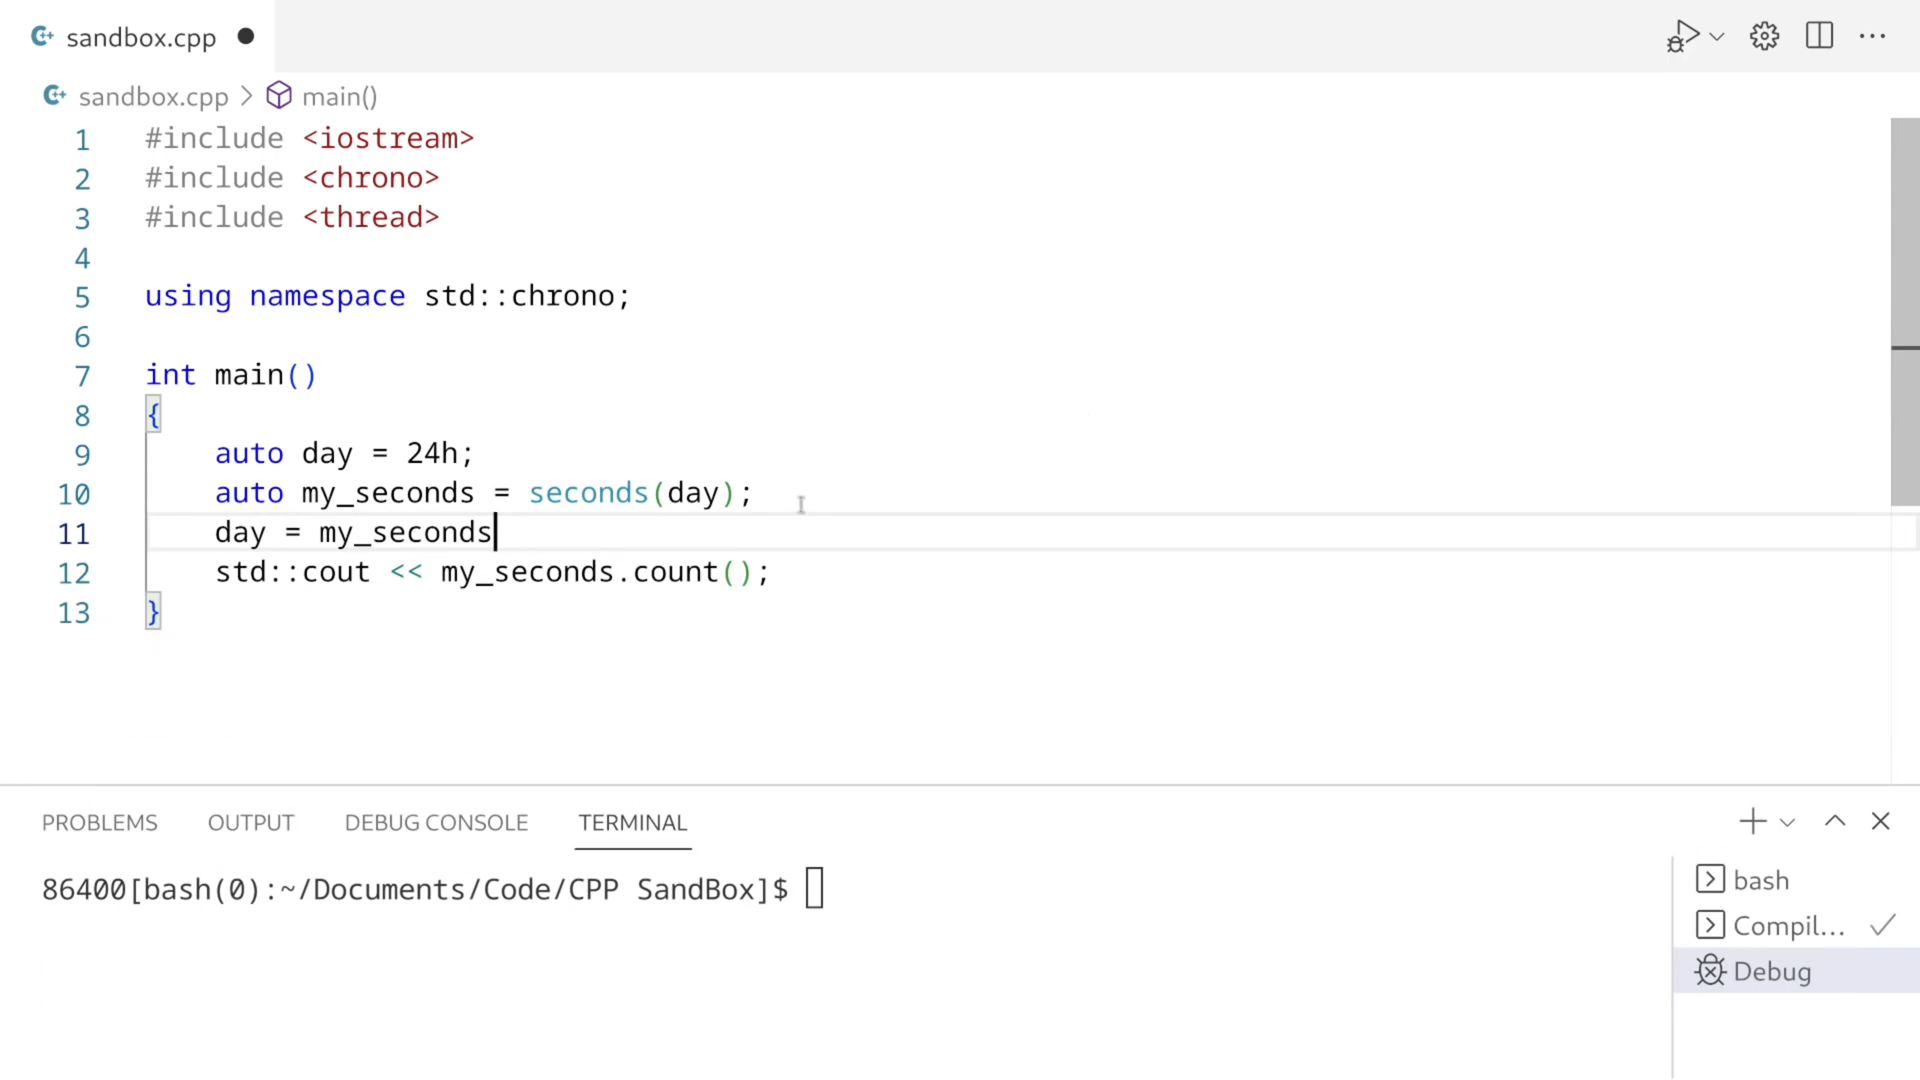 sandbox.cpp
sandbox.cpp > main()
1 #include <iostream>
2 #include <chrono>
3 #include <thread>
4
5 using namespace std::chrono;
6
7 int main()
8 {
9 auto day = 24h;
10 auto my_seconds = seconds(day);
11 day = my_seconds
12 std::cout << my_seconds.count();
13 }
PROBLEMS OUTPUT DEBUG CONSOLE TERMINAL
86400[bash(0):~/Documents/Code/CPP SandBox]$
bash
Compil...
Debug